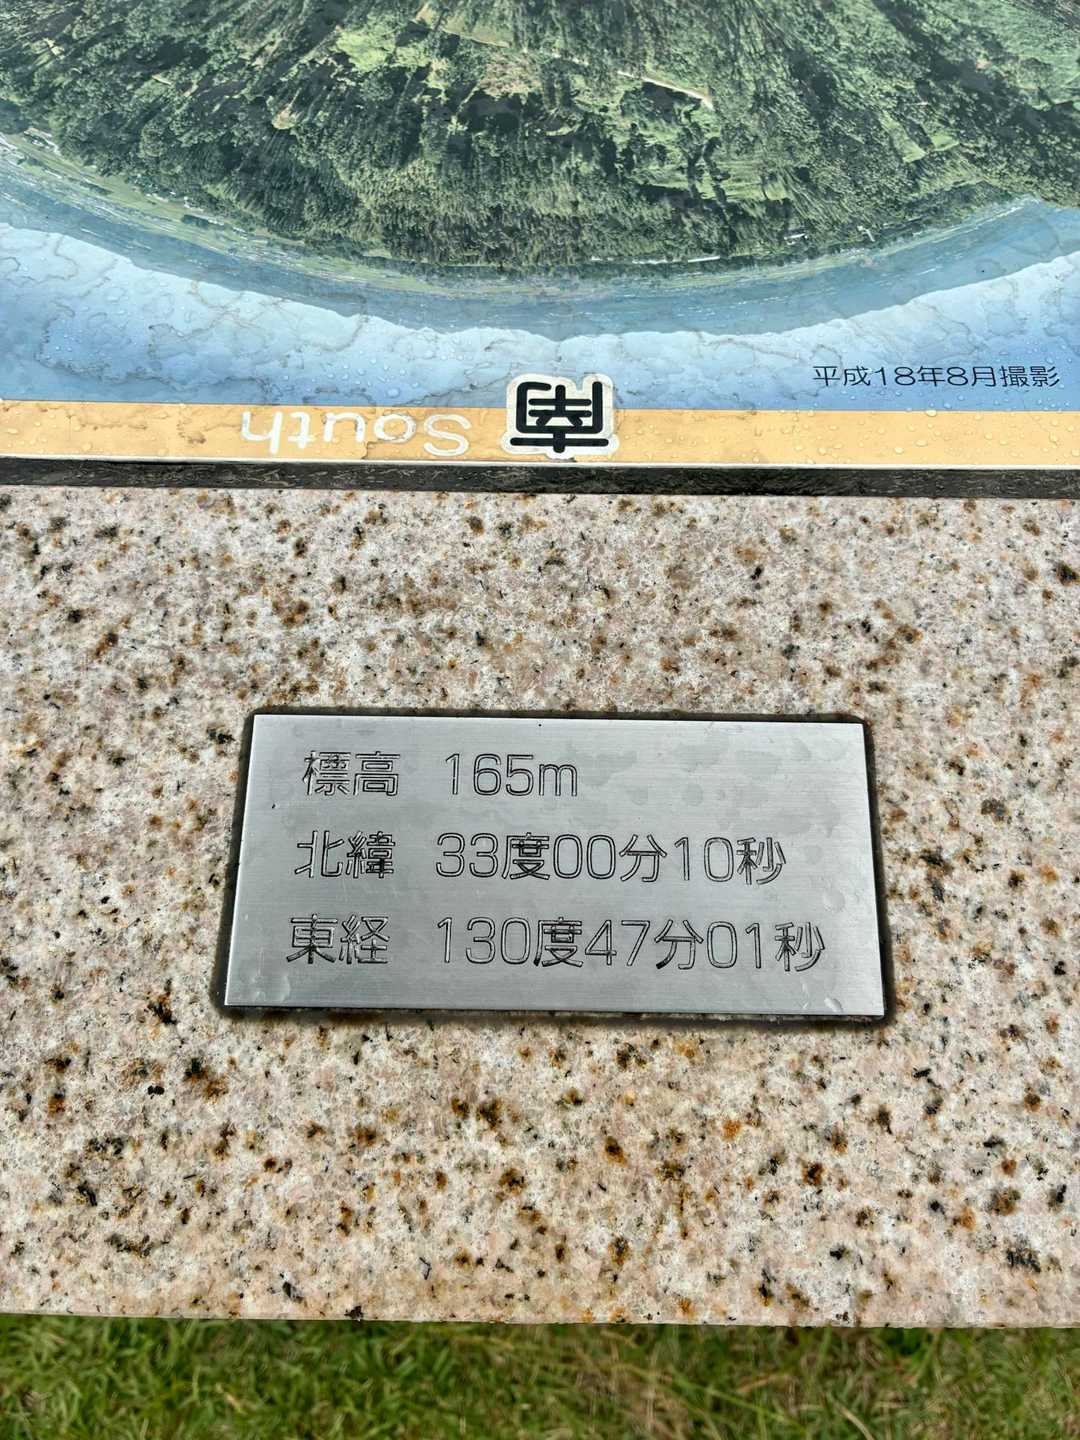 平成18年8月撮影
南 South
標高 165m
北緯 33度00分10秒
東経 130度47分01秒